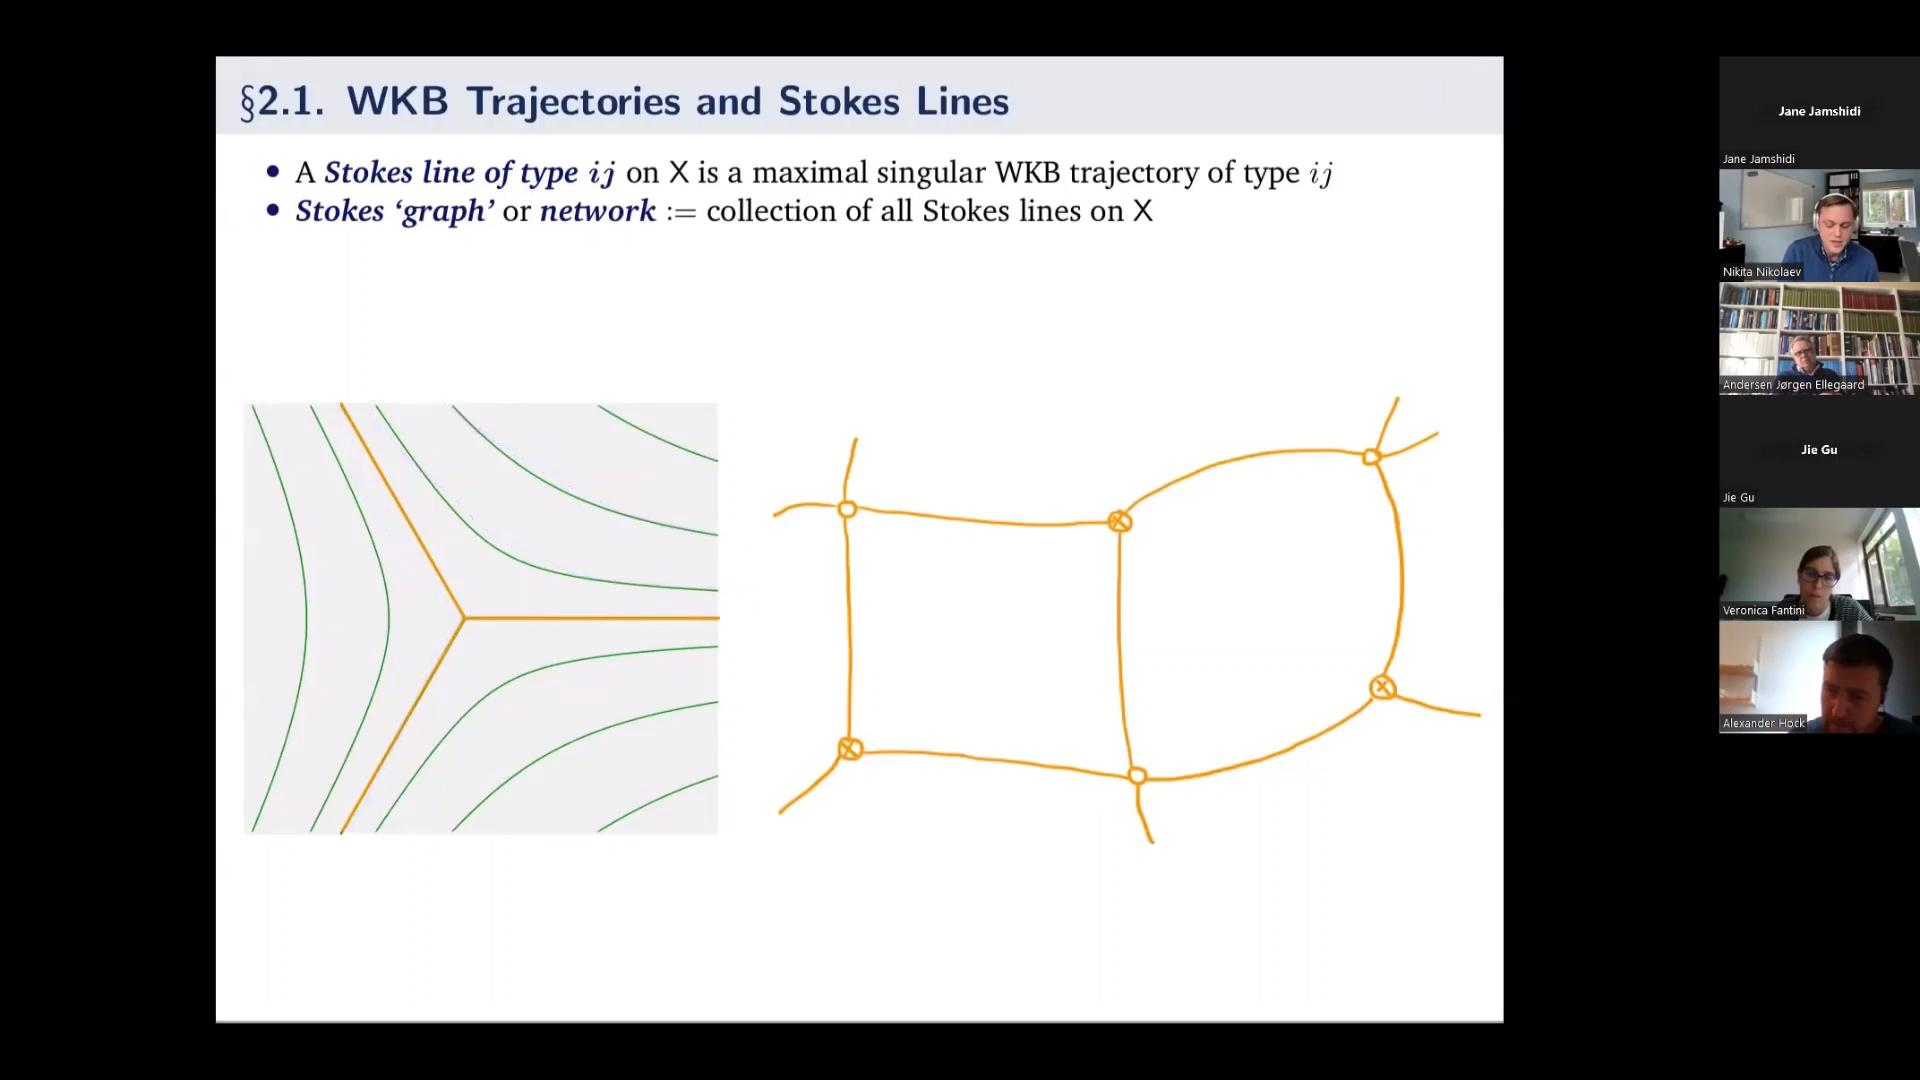 §2.1. WKB Trajectories and Stokes Lines
• A Stokes line of type ij on X is a maximal singular WKB trajectory of type ij
• Stokes ‘graph’ or network := collection of all Stokes lines on X
Jane Jamshidi
Jane Jamshidi
Nikita Nikolaev
Andersen Jørgen Ellegaard
Jie Gu
Jie Gu
Veronica Fantini
Alexander Hock